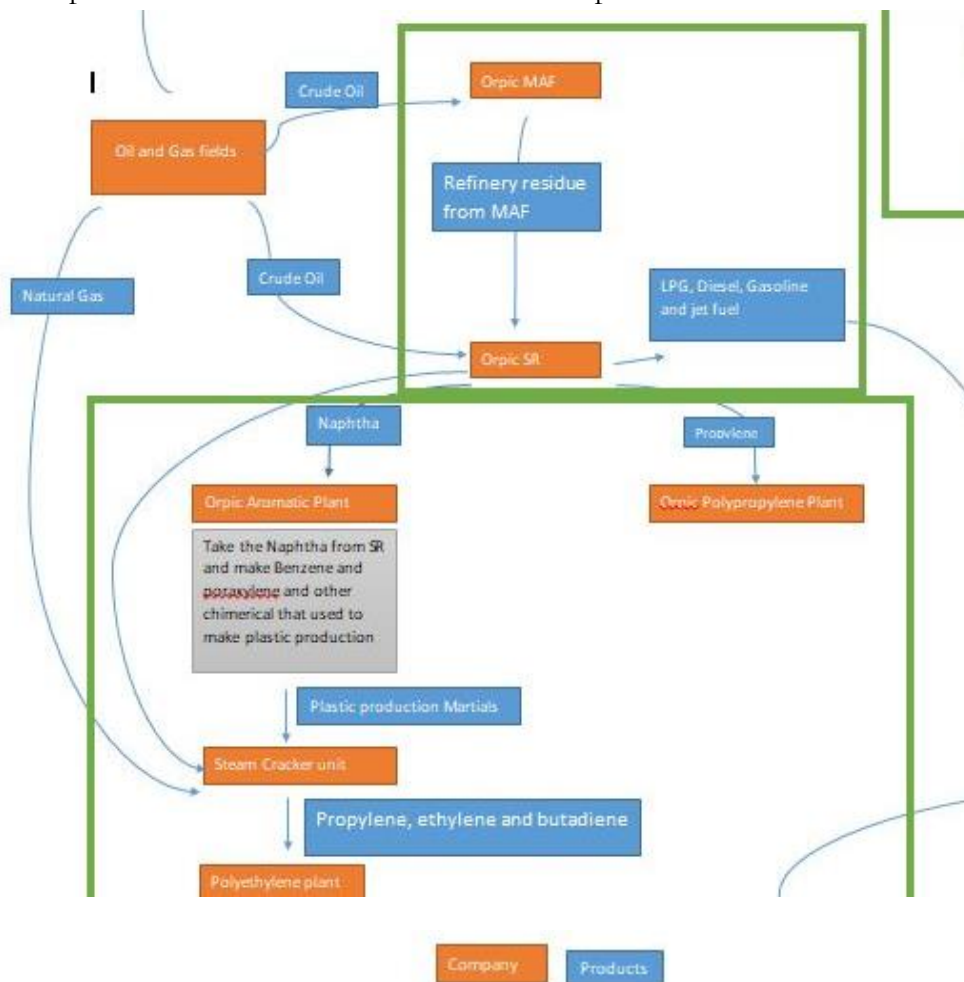 Crude Oil
Orpic MAF
Oil and Gas fields
Refinery residue
from MAF
Natural Gas
Crude Oil
LPG, Diesel, Gasoline
and jet fuel
Orpic SR
Naphtha
Propylene
Orpic Aromatic Plant
Orpic Polypropylene Plant
Take the Naphtha from SR
and make Benzene and
poraxylene and other
chimerical that used to
make plastic production
Plastic production Martials
Steam Cracker unit
Propylene, ethylene and butadiene
Polyethylene plant
Company
Products